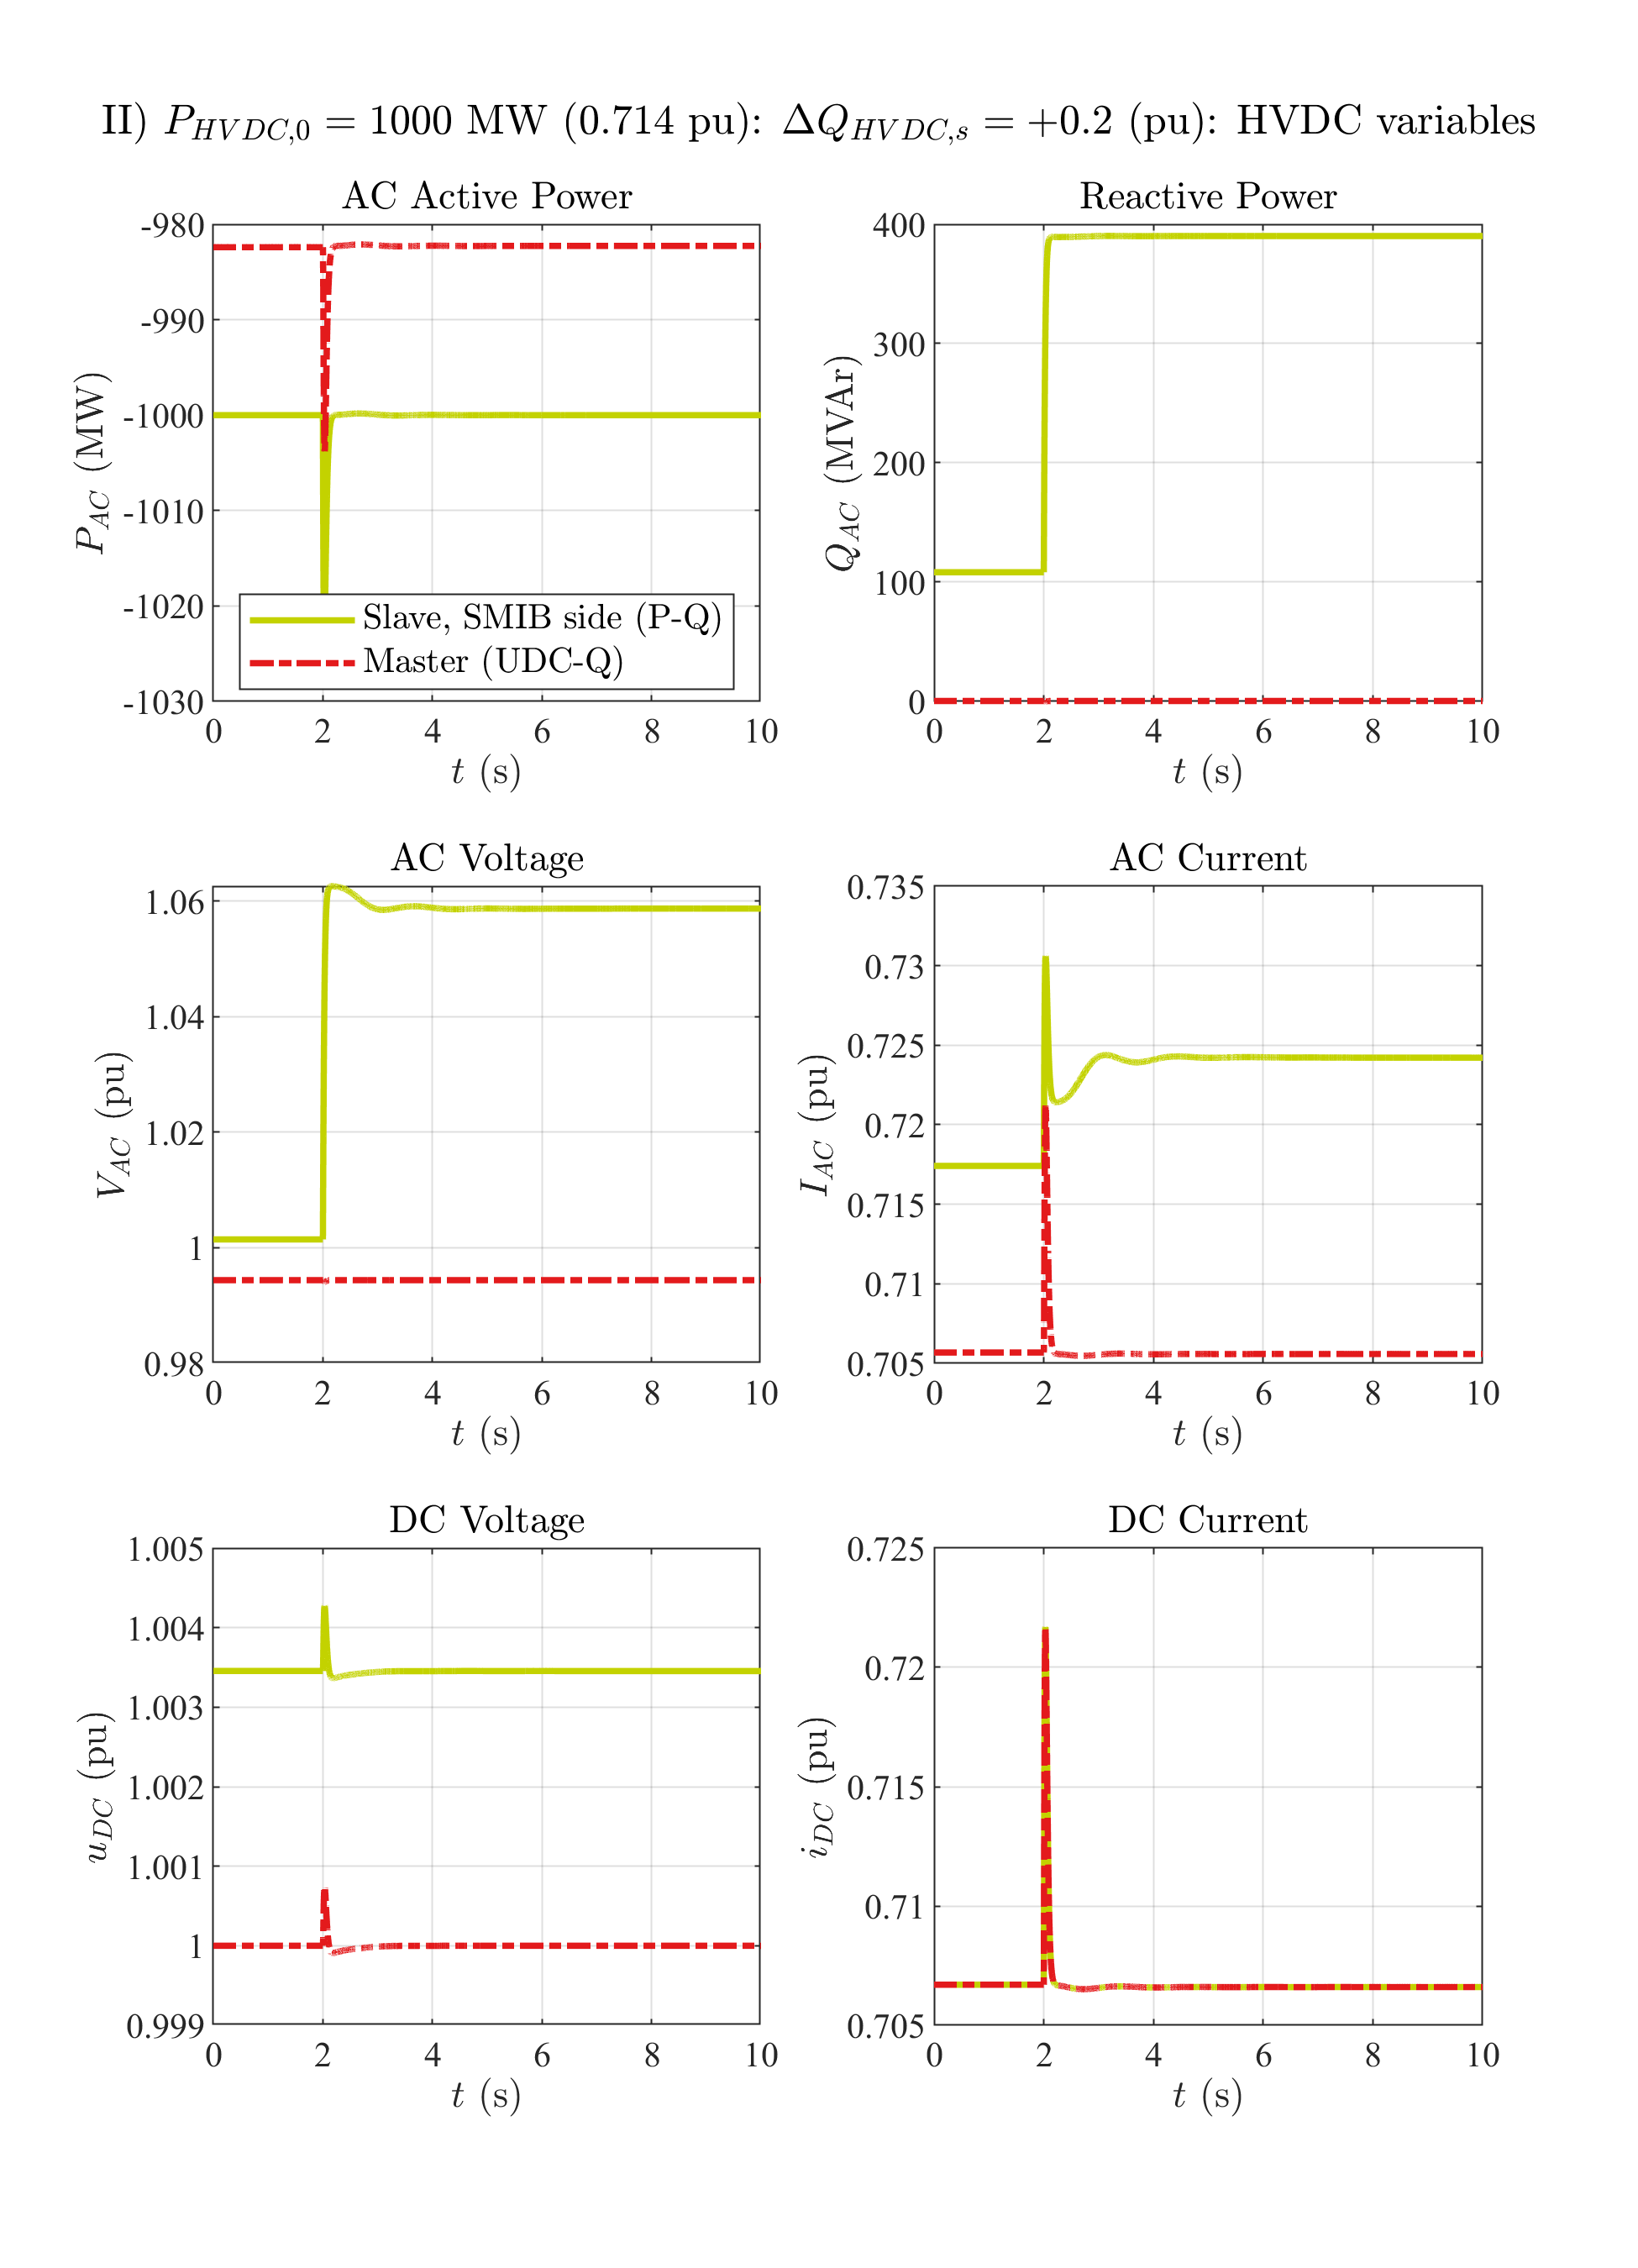 II) P_{HVDC,0} = 1000 MW (0.714 pu): ΔQ_{HVDC,s} = +0.2 (pu): HVDC variables
AC Active Power
-980
-990
-1000
-1010
-1020
-1030
P_{AC} (MW)
Slave, SMIB side (P-Q)
Master (UDC-Q)
0 2 4 6 8 10
t (s)
Reactive Power
400
300
200
100
0
Q_{AC} (MVAr)
0 2 4 6 8 10
t (s)
AC Voltage
1.06
1.04
1.02
1
0.98
V_{AC} (pu)
0 2 4 6 8 10
t (s)
AC Current
0.735
0.73
0.725
0.72
0.715
0.71
0.705
I_{AC} (pu)
0 2 4 6 8 10
t (s)
DC Voltage
1.005
1.004
1.003
1.002
1.001
1
0.999
u_{DC} (pu)
0 2 4 6 8 10
t (s)
DC Current
0.725
0.72
0.715
0.71
0.705
i_{DC} (pu)
0 2 4 6 8 10
t (s)